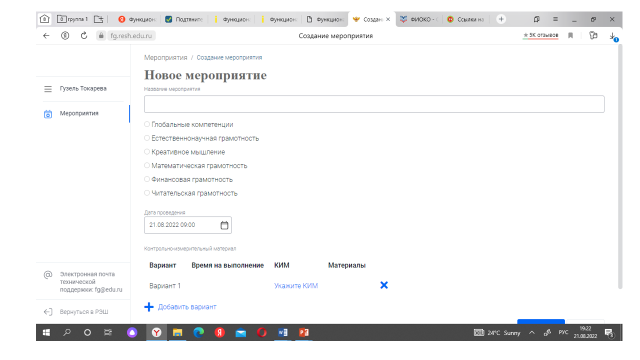 группа 1
Функцион
Подтянит
Функцион
Функцион
Функцион
Создан
ФИОКО
Ссылки на
fg.resh.edu.ru
Создание мероприятия
3K отзывов
Мероприятия / Создание мероприятия
Новое мероприятие
Название мероприятия
Гузель Токарева
Мероприятия
Глобальные компетенции
Естественнонаучная грамотность
Креативное мышление
Математическая грамотность
Финансовая грамотность
Читательская грамотность
Дата проведения
21.08.2022 09:00
Контрольно-измерительный материал
Вариант Время на выполнение КИМ Материалы
Вариант 1 Укажите КИМ
Добавить вариант
Электронная почта
технической
поддержки: fg@edu.ru
Вернуться в РЭШ
24°C Sunny
РУС
19:22
21.08.2022